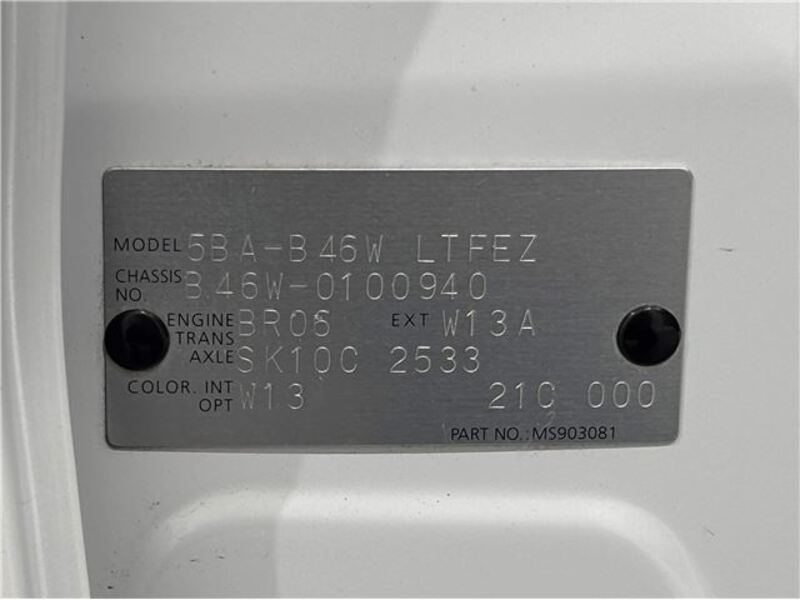 MODEL 5BA-B46W LTFEZ
CHASSIS NO. B46W-0100940
ENGINE BR06 EXT W13A
TRANS AXLE SK10C 2533
COLOR. INT OPT W13 21C 000
PART NO.: MS903081